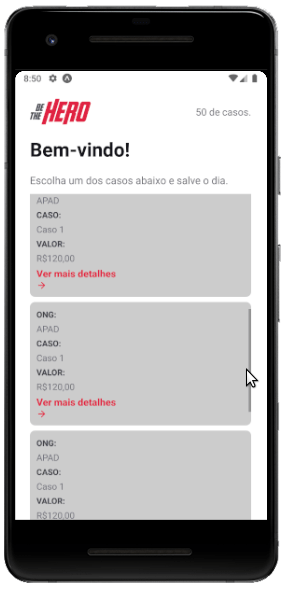 8:50
BE
THE
HERO
50 de casos.
Bem-vindo!
Escolha um dos casos abaixo e salve o dia.
APAD
CASO:
Caso 1
VALOR:
R$120,00
Ver mais detalhes
ONG:
APAD
CASO:
Caso 1
VALOR:
R$120,00
Ver mais detalhes
ONG:
APAD
CASO:
Caso 1
VALOR:
R$120,00